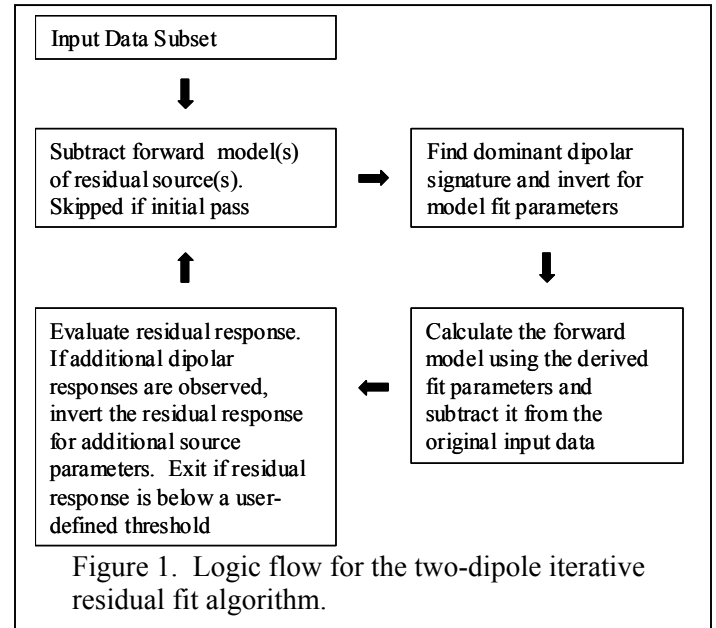 Input Data Subset
Subtract forward model(s)
of residual source(s).
Skipped if initial pass
Find dominant dipolar
signature and invert for
model fit parameters
Calculate the forward
model using the derived
fit parameters and
subtract it from the
original input data
Evaluate residual response.
If additional dipolar
responses are observed,
invert the residual response
for additional source
parameters. Exit if residual
response is below a user-
defined threshold
Figure 1. Logic flow for the two-dipole iterative
residual fit algorithm.